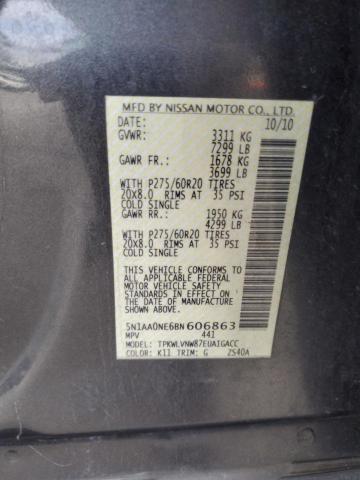 MFD BY NISSAN MOTOR CO., LTD.
DATE: 10/10
GVWR: 3311 KG
7299 LB
GAWR FR.: 1678 KG
3699 LB
WITH P275/60R20 TIRES
20X8.0 RIMS AT 35 PSI
COLD SINGLE
GAWR RR.: 1950 KG
4299 LB
WITH P275/60R20 TIRES
20X8.0 RIMS AT 35 PSI
COLD SINGLE
THIS VEHICLE CONFORMS TO ALL
APPLICABLE FEDERAL
MOTOR VEHICLE SAFETY
STANDARDS IN EFFECT ON
THE DATE OF MANUFACTURE
SHOWN ABOVE.
5N1AA0NE6BN606863
MPV 441
MODEL: TPKWLVNW87EUAIGACC
COLOR: K11 TRIM: G ZS40A